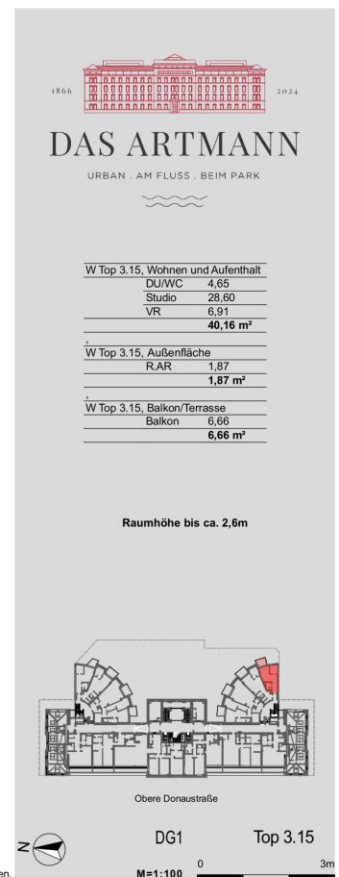 1866 2024
DAS ARTMANN
URBAN . AM FLUSS . BEIM PARK
W Top 3.15, Wohnen und Aufenthalt
DU/WC 4,65
Studio 28,60
VR 6,91
40,16 m²
,
W Top 3.15, Außenfläche
R.AR 1,87
1,87 m²
,
W Top 3.15, Balkon/Terrasse
Balkon 6,66
6,66 m²
Raumhöhe bis ca. 2,6m
Obere Donaustraße
N
DG1 Top 3.15
0 3m
en. M=1:100